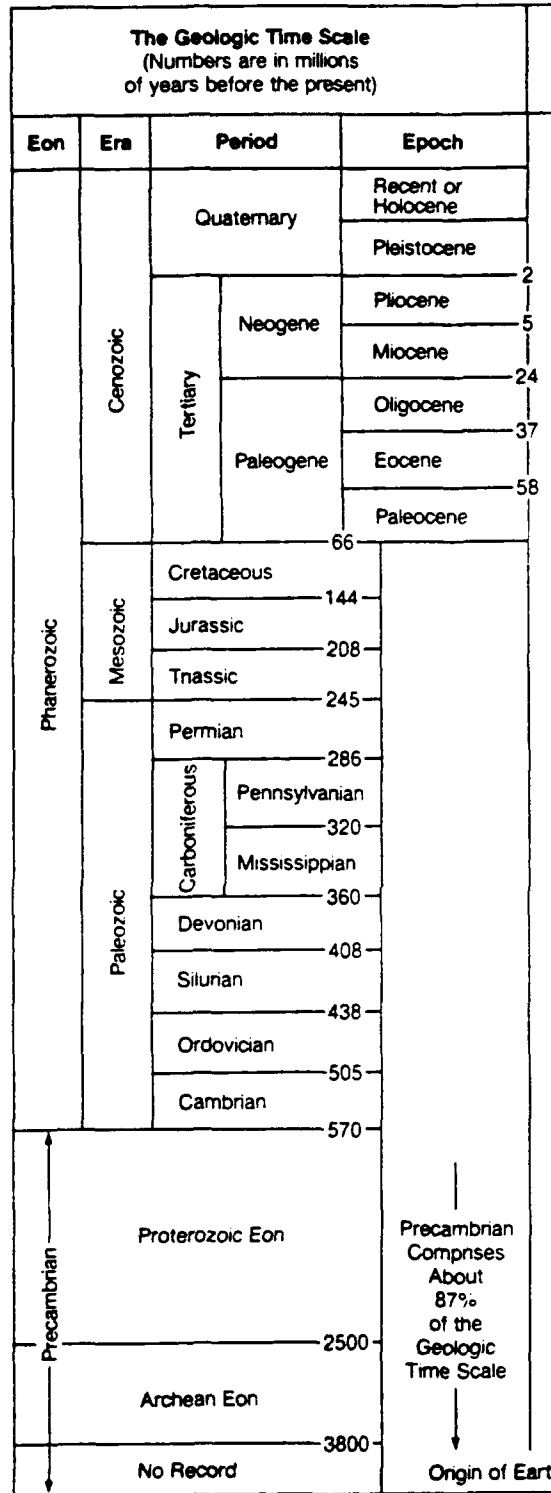 The Geologic Time Scale
(Numbers are in millions
of years before the present)
Eon Era Period Epoch
Phanerozoic
Cenozoic
Quaternary
Recent or
Holocene
Pleistocene
2
Tertiary
Neogene
Pliocene
5
Miocene
24
Paleogene
Oligocene
37
Eocene
58
Paleocene
66
Mesozoic
Cretaceous
144
Jurassic
208
Triassic
245
Paleozoic
Permian
286
Carboniferous
Pennsylvanian
320
Mississippian
360
Devonian
408
Silurian
438
Ordovician
505
Cambrian
570
Precambrian
Proterozoic Eon
2500
Archean Eon
3800
No Record
Precambrian
Comprises
About
87%
of the
Geologic
Time Scale
Origin of Eart